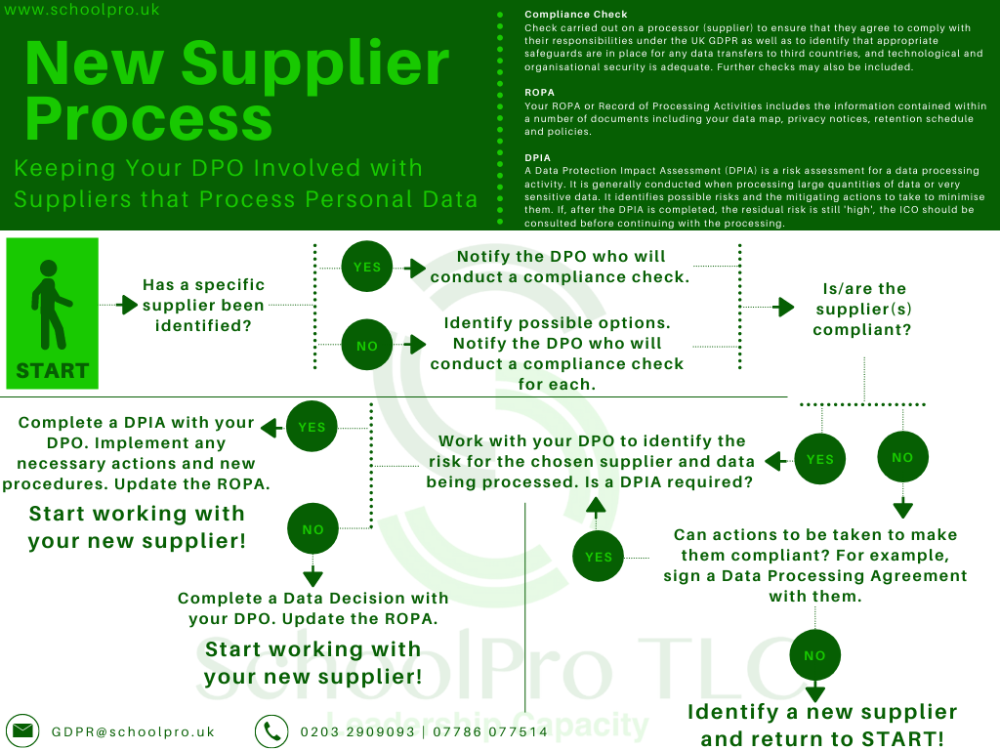 www.schoolpro.uk
New Supplier
Process
Keeping Your DPO Involved with
Suppliers that Process Personal Data
Compliance Check
Check carried out on a processor (supplier) to ensure that they agree to comply with
their responsibilities under the UK GDPR as well as to identify that appropriate
safeguards are in place for any data transfers to third countries, and technological and
organisational security is adequate. Further checks may also be included.
ROPA
Your ROPA or Record of Processing Activities includes the information contained within
a number of documents including your data map, privacy notices, retention schedule
and policies.
DPIA
A Data Protection Impact Assessment (DPIA) is a risk assessment for a data processing
activity. It is generally conducted when processing large quantities of data or very
sensitive data. It identifies possible risks and the mitigating actions to take to minimise
them. If, after the DPIA is completed, the residual risk is still 'high', the ICO should be
consulted before continuing with the processing.
START
Has a specific
supplier been
identified?
YES
Notify the DPO who will
conduct a compliance check.
NO
Identify possible options.
Notify the DPO who will
conduct a compliance check
for each.
Is/are the
supplier(s)
compliant?
YES
NO
Work with your DPO to identify the
risk for the chosen supplier and data
being processed. Is a DPIA required?
YES
Complete a DPIA with your
DPO. Implement any
necessary actions and new
procedures. Update the ROPA.
Start working with
your new supplier!
NO
Complete a Data Decision with
your DPO. Update the ROPA.
Start working with
your new supplier!
Can actions to be taken to make
them compliant? For example,
sign a Data Processing Agreement
with them.
YES
NO
Identify a new supplier
and return to START!
SchoolPro TLC
Leadership Capacity
GDPR@schoolpro.uk
0203 2909093 | 07786 077514